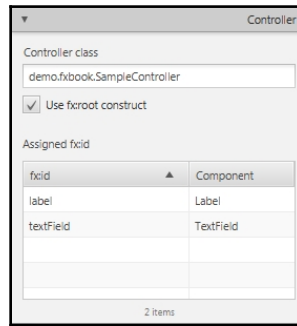 Controller
Controller class
demo.fxbook.SampleController
Use fx:root construct
Assigned fx:id
fx:id Component
label Label
textField TextField
2 items